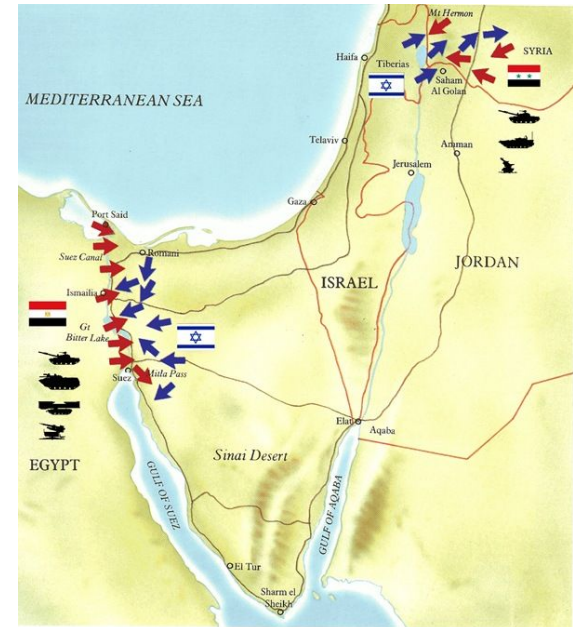 Mt Hermon
Haifa
Tiberias
SYRIA
Saham
Al Golan
MEDITERRANEAN SEA
Telaviv
Amman
Jerusalem
Gaza
Port Said
Suez Canal
Romani
ISRAEL
JORDAN
Ismailia
Gt
Bitter Lake
Suez
Mitla Pass
Elat
Aqaba
Sinai Desert
EGYPT
GULF OF SUEZ
GULF OF AQABA
El Tur
Sharm el
Sheikh